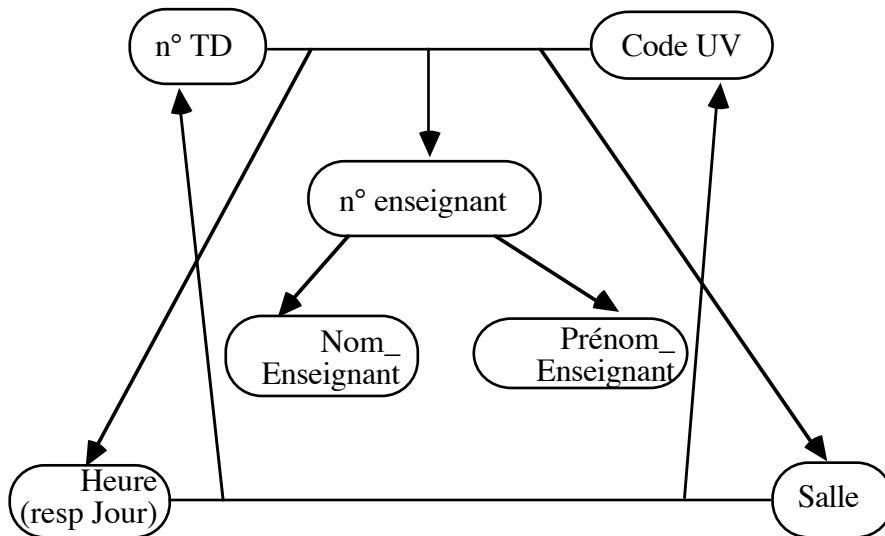 n° TD
Code UV
n° enseignant
Nom_
Enseignant
Prénom_
Enseignant
Heure
(resp Jour)
Salle